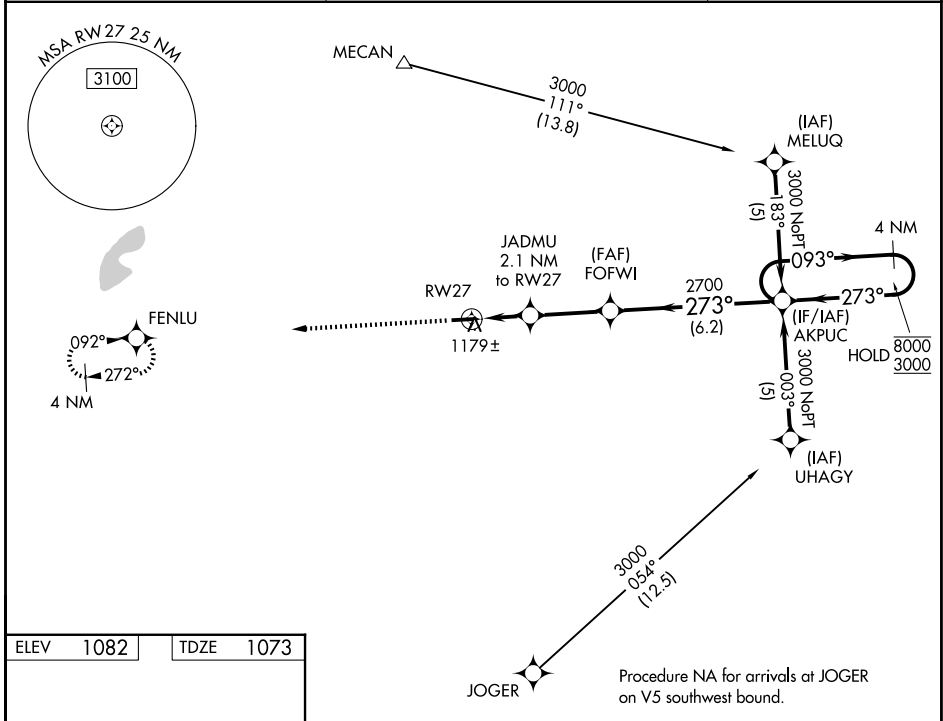 MSA RW27 25 NM
3100
MECAN
3000
111°
(13.8)
(IAF)
MELUQ
3000 NoPT
183°
(5)
4 NM
093°
JADMU
2.1 NM
to RW27
(FAF)
FOFWI
2700
273°
(6.2)
273°
(IF/IAF)
AKPUC
HOLD
8000
3000
RW27
1179±
FENLU
092°
272°
4 NM
3000 NoPT
003°
(5)
(IAF)
UHAGY
3000
054°
(12.5)
JOGER
Procedure NA for arrivals at JOGER
on V5 southwest bound.
ELEV 1082
TDZE 1073